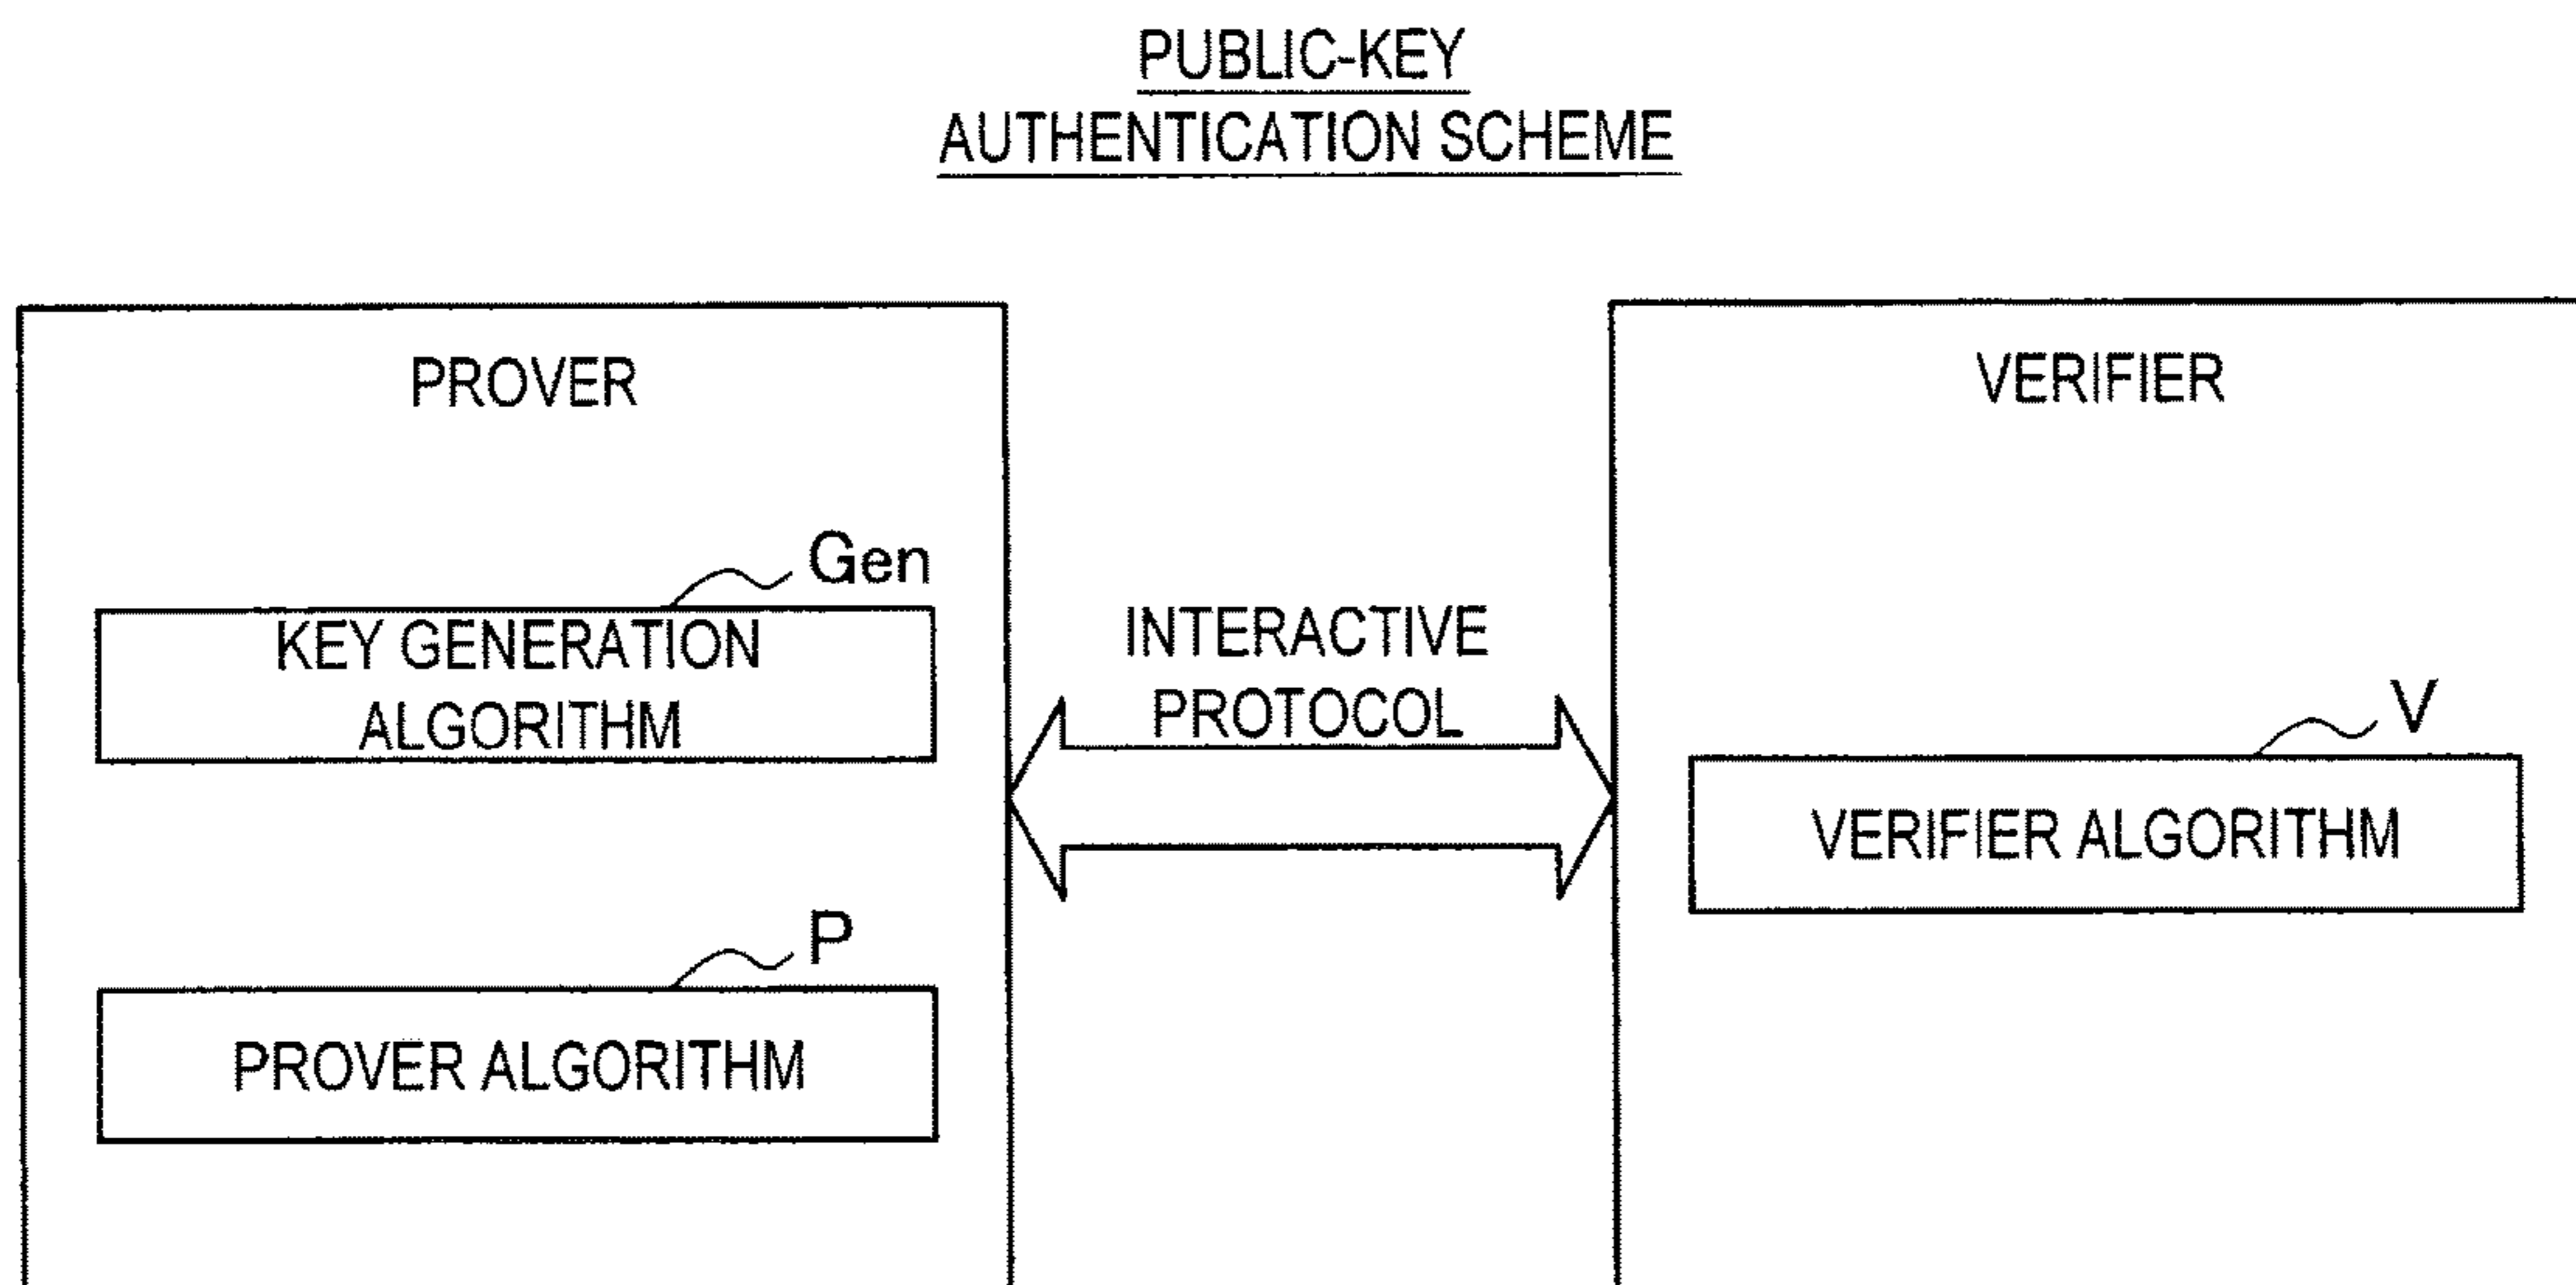 PUBLIC-KEY
AUTHENTICATION SCHEME
PROVER
Gen
KEY GENERATION
ALGORITHM
P
PROVER ALGORITHM
INTERACTIVE
PROTOCOL
VERIFIER
V
VERIFIER ALGORITHM